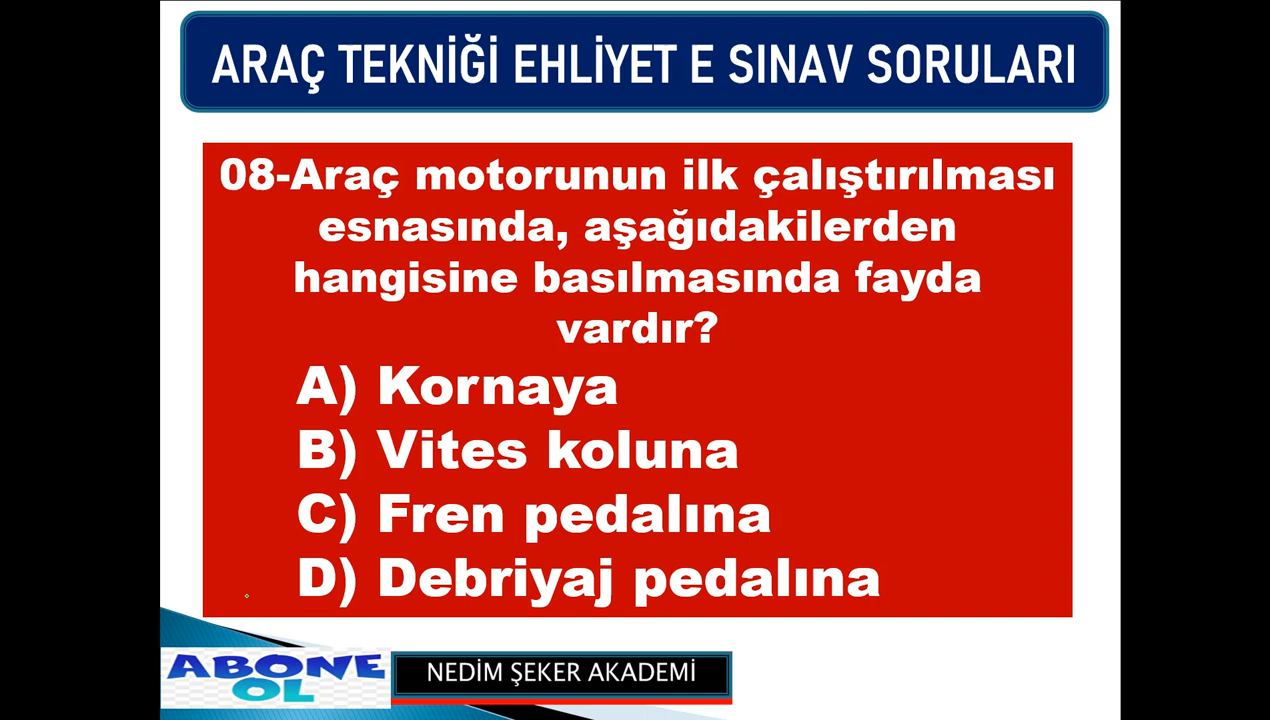 ARAÇ TEKNİĞİ EHLİYET E SINAV SORULARI
08-Araç motorunun ilk çalıştırılması
esnasında, aşağıdakilerden
hangisine basılmasında fayda
vardır?
A) Kornaya
B) Vites koluna
C) Fren pedalına
D) Debriyaj pedalına
ABONE
OL
NEDİM ŞEKER AKADEMİ